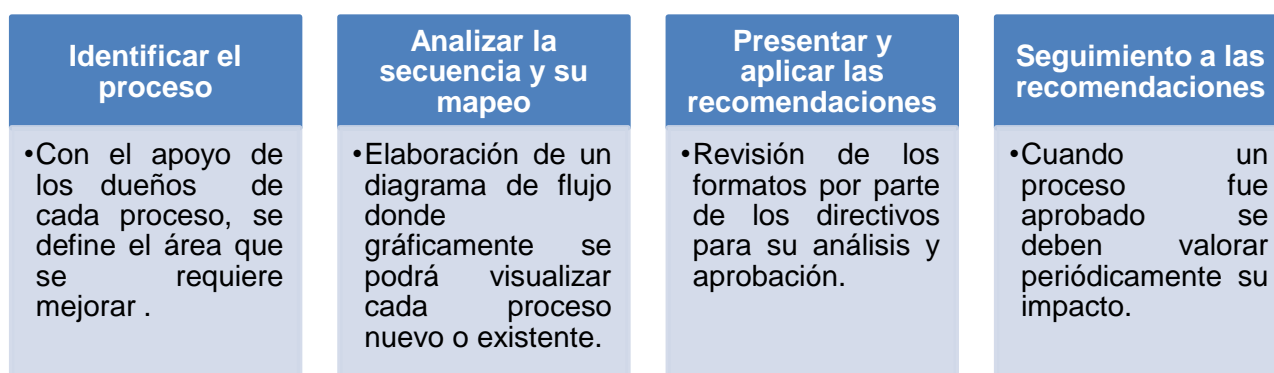 Identificar el
proceso
•Con el apoyo de
los dueños de
cada proceso, se
define el área que
se requiere
mejorar .
Analizar la
secuencia y su
mapeo
•Elaboración de un
diagrama de flujo
donde
gráficamente se
podrá visualizar
cada proceso
nuevo o existente.
Presentar y
aplicar las
recomendaciones
•Revisión de los
formatos por parte
de los directivos
para su análisis y
aprobación.
Seguimiento a las
recomendaciones
•Cuando un
proceso fue
aprobado se
deben valorar
periódicamente su
impacto.